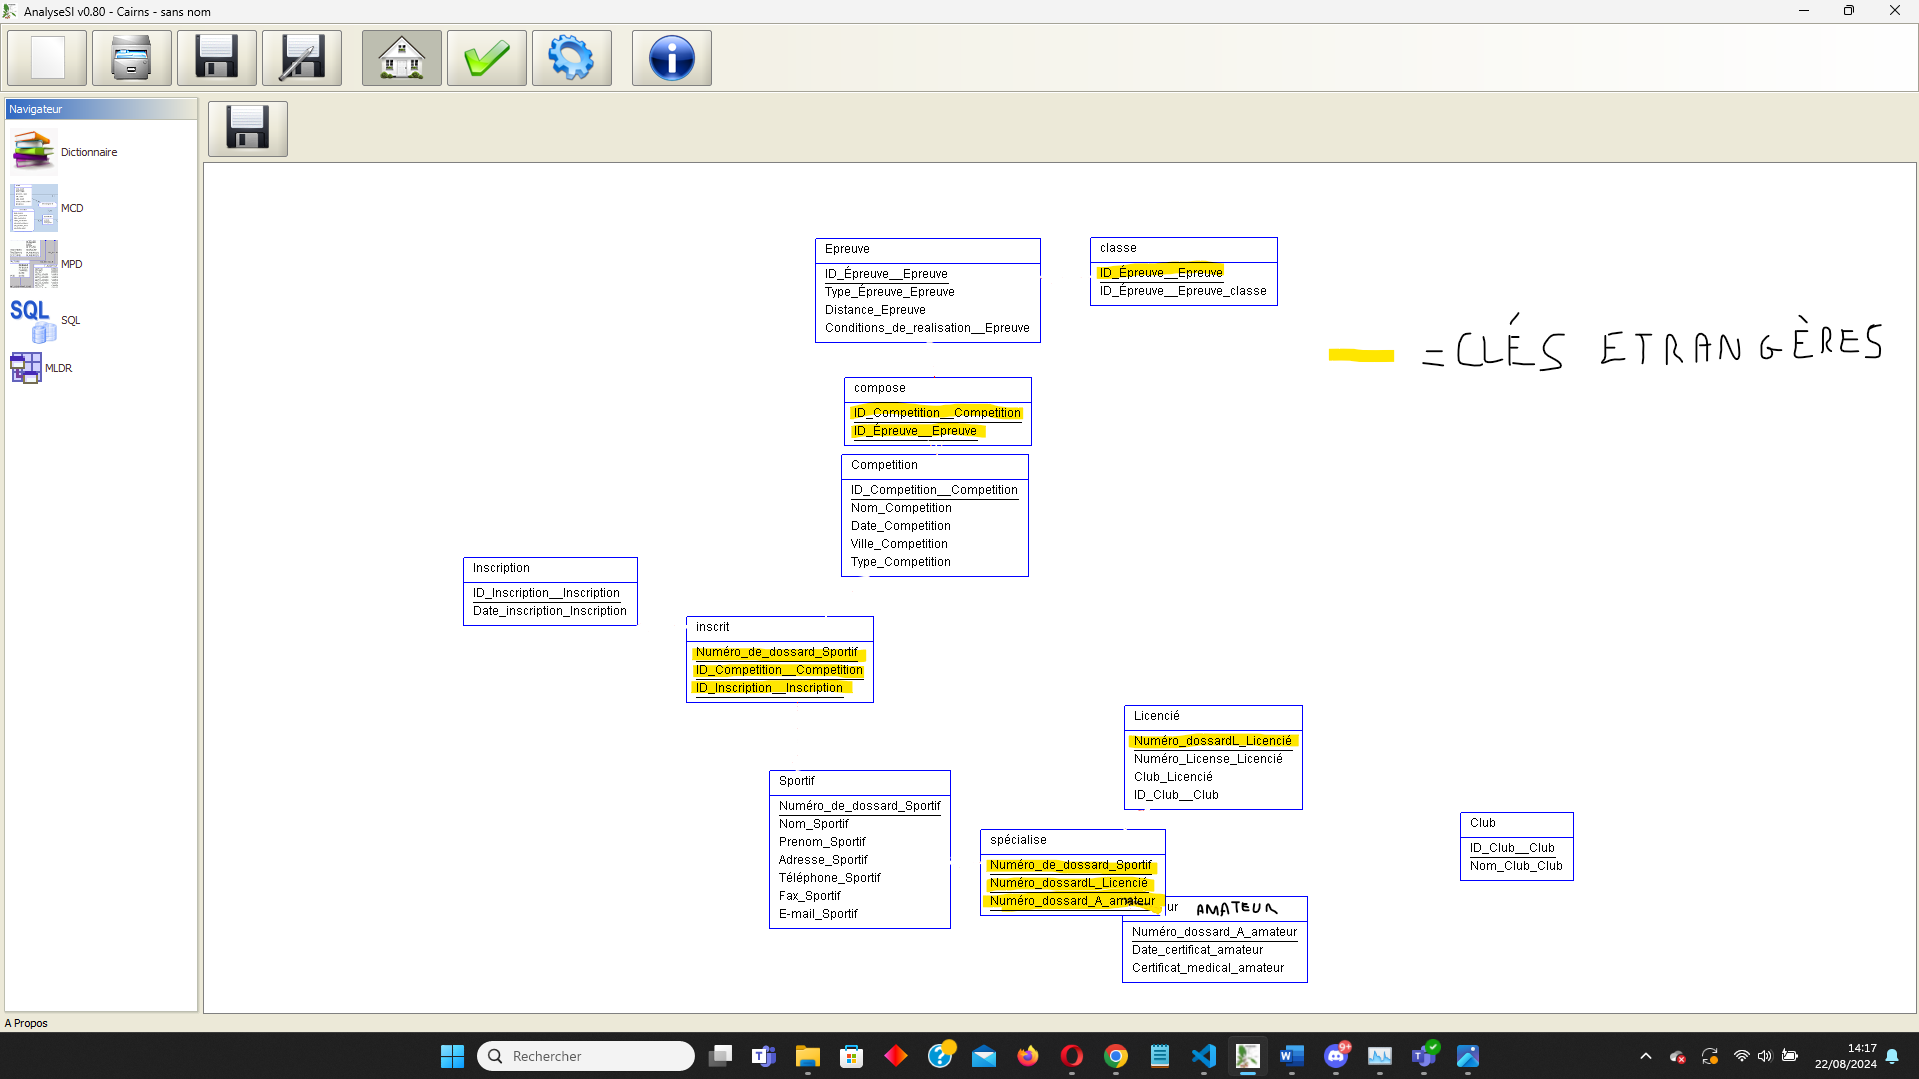 AnalyseSI v0.80 - Cairns - sans nom
Navigateur
Dictionnaire
MCD
MPD
SQL
SQL
MLDR
Epreuve
ID_Épreuve__Epreuve
Type_Épreuve_Epreuve
Distance_Epreuve
Conditions_de_realisation__Epreuve
classe
ID_Épreuve__Epreuve
ID_Épreuve__Epreuve_classe
= CLÉS ETRANGÈRES
compose
ID_Competition__Competition
ID_Épreuve__Epreuve
Competition
ID_Competition__Competition
Nom_Competition
Date_Competition
Ville_Competition
Type_Competition
Inscription
ID_Inscription__Inscription
Date_inscription_Inscription
inscrit
Numéro_de_dossard_Sportif
ID_Competition__Competition
ID_Inscription__Inscription
Licencié
Numéro_dossardL_Licencié
Numéro_License_Licencié
Club_Licencié
ID_Club__Club
Sportif
Numéro_de_dossard_Sportif
Nom_Sportif
Prenom_Sportif
Adresse_Sportif
Téléphone_Sportif
Fax_Sportif
E-mail_Sportif
spécialise
Numéro_de_dossard_Sportif
Numéro_dossardL_Licencié
Numéro_dossard_A_amateur
ur AMATEUR
Numéro_dossard_A_amateur
Date_certificat_amateur
Certificat_medical_amateur
Club
ID_Club__Club
Nom_Club_Club
A Propos
Rechercher
9+
14:17
22/08/2024